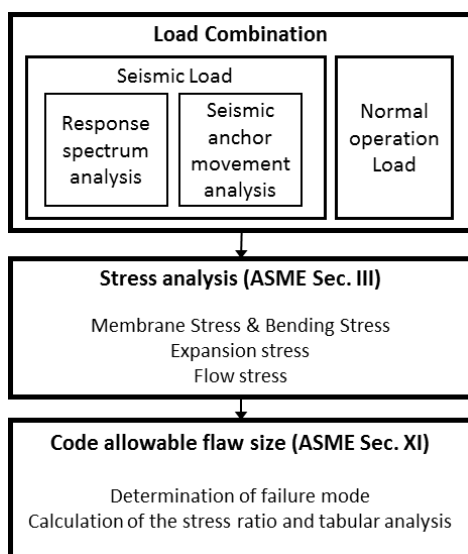 Load Combination
Seismic Load
Response
spectrum
analysis
Seismic
anchor
movement
analysis
Normal
operation
Load
Stress analysis (ASME Sec. III)
Membrane Stress & Bending Stress
Expansion stress
Flow stress
Code allowable flaw size (ASME Sec. XI)
Determination of failure mode
Calculation of the stress ratio and tabular analysis